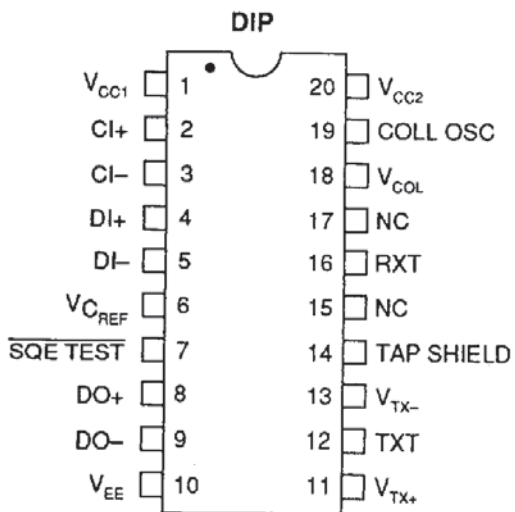 DIP
VCC1 1 20 VCC2
CI+ 2 19 COLL OSC
CI– 3 18 VCOL
DI+ 4 17 NC
DI– 5 16 RXT
VCREF 6 15 NC
SQE TEST 7 14 TAP SHIELD
DO+ 8 13 VTX–
DO– 9 12 TXT
VEE 10 11 VTX+